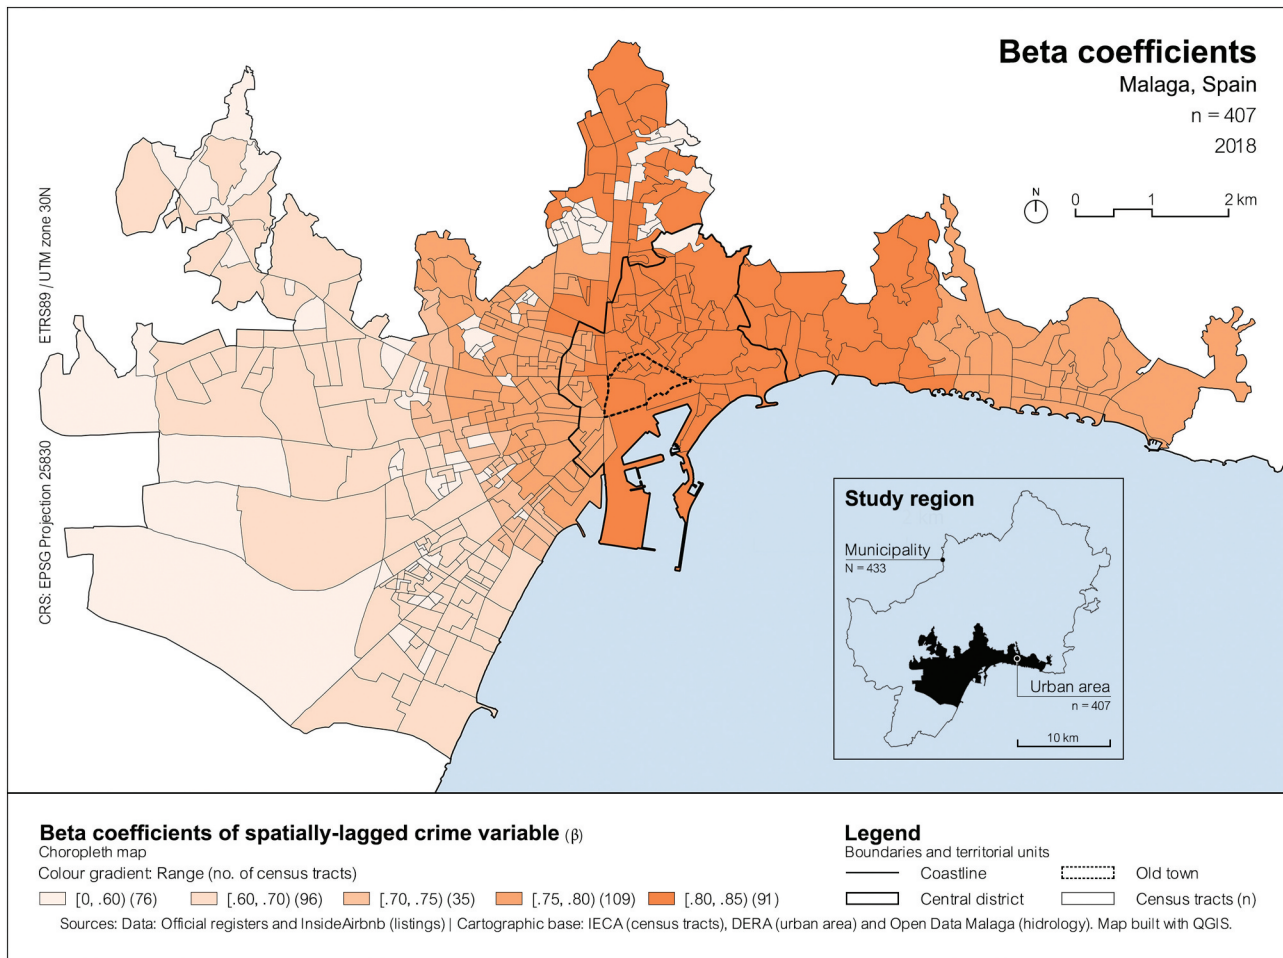 Beta coefficients
Malaga, Spain
n = 407
2018
N
0 1 2 km
ETRS89 / UTM zone 30N
CRS: EPSG Projection 25830
Study region
Municipality
N = 433
Urban area
n = 407
10 km
Beta coefficients of spatially-lagged crime variable (β)
Choropleth map
Colour gradient: Range (no. of census tracts)
[0, .60) (76) [.60, .70) (96) [.70, .75) (35) [.75, .80) (109) [.80, .85) (91)
Legend
Boundaries and territorial units
Coastline Old town
Central district Census tracts (n)
Sources: Data: Official registers and InsideAirbnb (listings) | Cartographic base: IECA (census tracts), DERA (urban area) and Open Data Malaga (hidrology). Map built with QGIS.